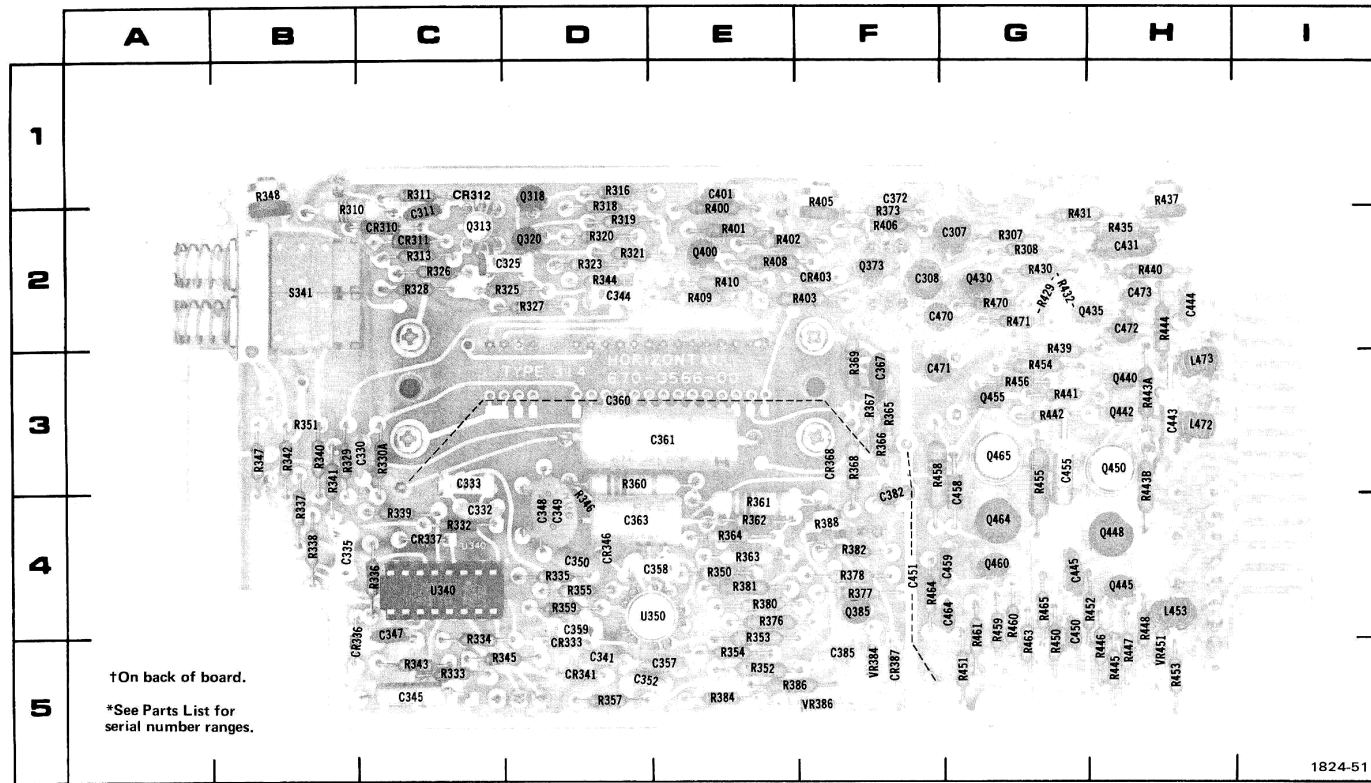 A B C D E F G H I
1
R348 R310 R311 CR312 Q318 R316 C401 R405 C372 R437
C311 R318 R400 R373 R431
CR310 Q313 R319 R401 R406 C307 R307 R435
CR311 Q320 R320 R402 R308 C431
R313 C325 R323 R321 Q400 R408 Q373
2
R326 R344 CR403 C308 Q430 R430 R440
S341 R328 R325 C344 R410 R429 R432 C473 C444
R327 R409 R403 R470 Q435
C470 R471 C472 R444
HORIZONTAL
R369 C367 C471 R439 L473
R454
R456 Q440 R443A
Q455 R441
C360 R367 R365 R442 Q442 C443 L472
3
R351 C361 R366
R347 R342 R340 R341 R329 C330 R330A CR368 R368 R458 Q465 R455 C455 Q450 R443B
C333 R360 C382 C458
R337 R339 C332 C348 C349 R346 C363 R361
R332 R362 R388 Q464
R338 C335 CR337 U340 CR346 R364 R382 Q448
4
C350 C358 R363 C451 C459 Q460 C445
R336 R335 R350 R378 R464
U340 R355 R381 R377 Q445
R359 U350 R380 Q385 C464 R465 R452 L453
C359 R376 R461 R459 R460 R448
CR336 C347 R334 CR333 R353 R463 R450 C450 R446 R447 VR451
C341 R354 C385 VR384 CR387
R343 R345 C357 R352 R451 R445 R453
R333 CR341 C352 R386
C345 R357 R384 VR386
5
†On back of board.
*See Parts List for
serial number ranges.
1824-51